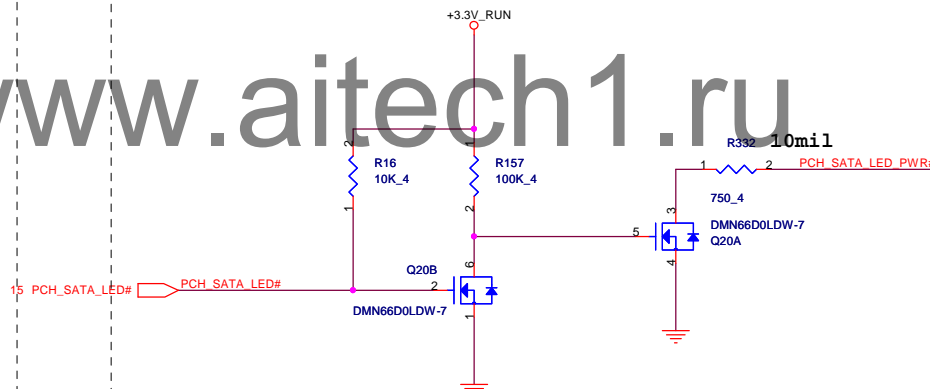 +3.3V_RUN
www.aitech1.ru
R332 10mil
1 2 PCH_SATA_LED_PWR#
2 R16 10K_4 1
1 R157 100K_4 2
750_4
3 DMN66D0LDW-7
5 Q20A
4
6
Q20B
15 PCH_SATA_LED# PCH_SATA_LED# 2
DMN66D0LDW-7 1